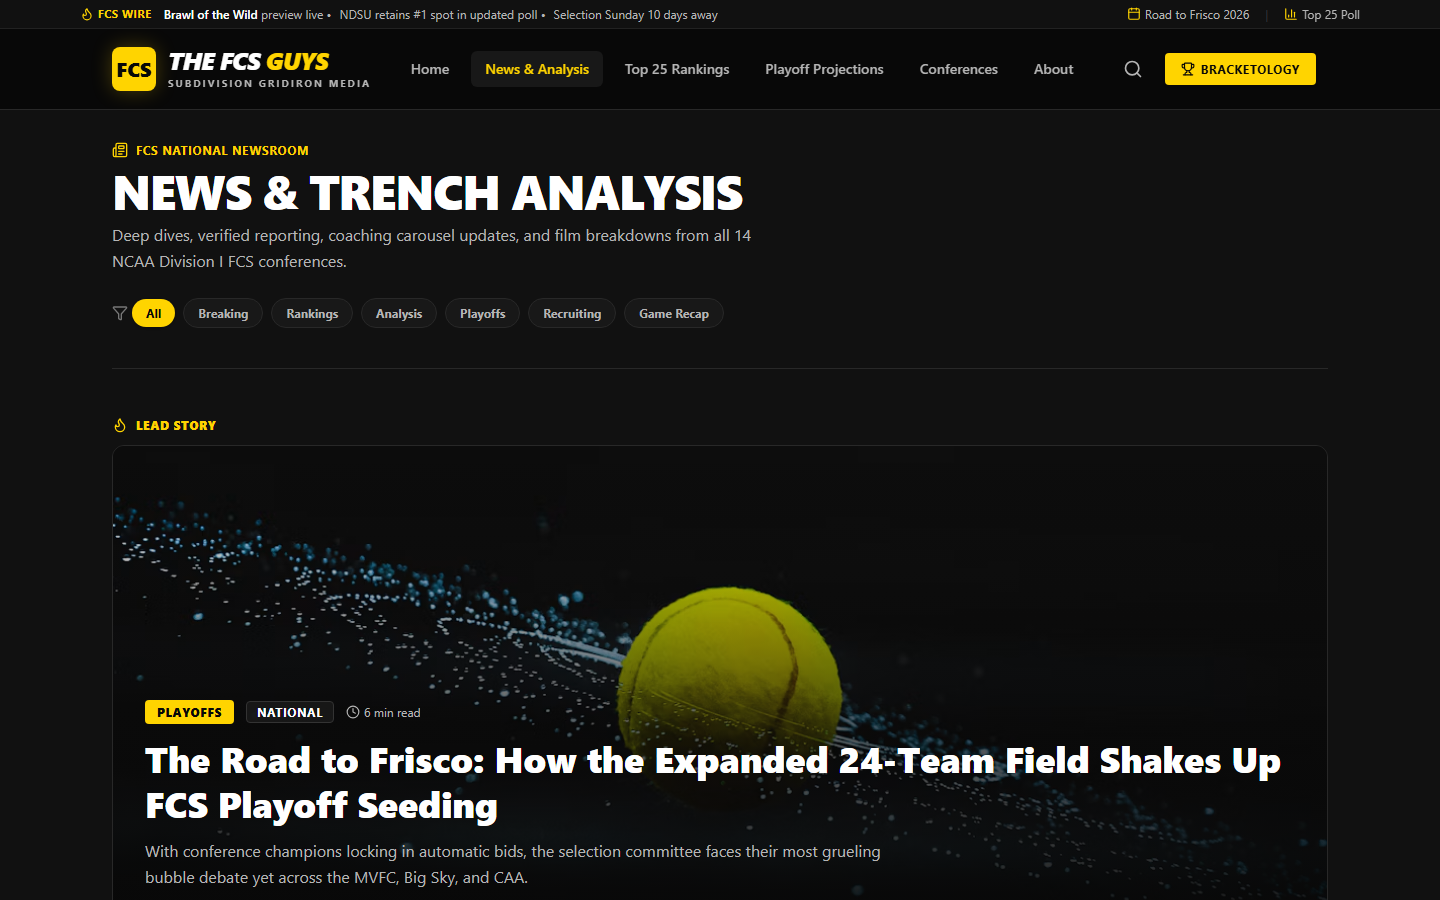 FCS WIRE Brawl of the Wild preview live • NDSU retains #1 spot in updated poll • Selection Sunday 10 days away Road to Frisco 2026 | Top 25 Poll
FCS THE FCS GUYS
SUBDIVISION GRIDIRON MEDIA
Home News & Analysis Top 25 Rankings Playoff Projections Conferences About BRACKETOLOGY
FCS NATIONAL NEWSROOM
NEWS & TRENCH ANALYSIS
Deep dives, verified reporting, coaching carousel updates, and film breakdowns from all 14
NCAA Division I FCS conferences.
All Breaking Rankings Analysis Playoffs Recruiting Game Recap
LEAD STORY
PLAYOFFS NATIONAL 6 min read
The Road to Frisco: How the Expanded 24-Team Field Shakes Up
FCS Playoff Seeding
With conference champions locking in automatic bids, the selection committee faces their most grueling
bubble debate yet across the MVFC, Big Sky, and CAA.